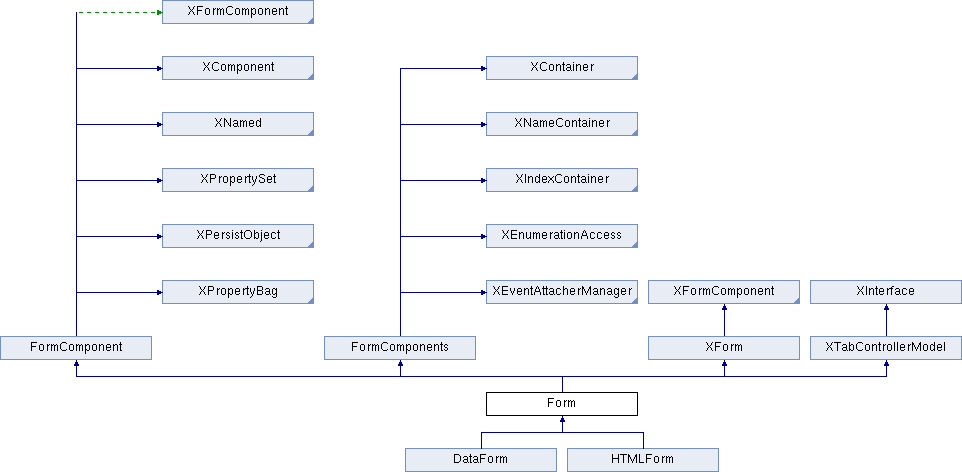 XFormComponent
XComponent
XContainer
XNamed
XNameContainer
XPropertySet
XIndexContainer
XPersistObject
XEnumerationAccess
XPropertyBag
XEventAttacherManager
XFormComponent
XInterface
FormComponent
FormComponents
XForm
XTabControllerModel
Form
DataForm
HTMLForm